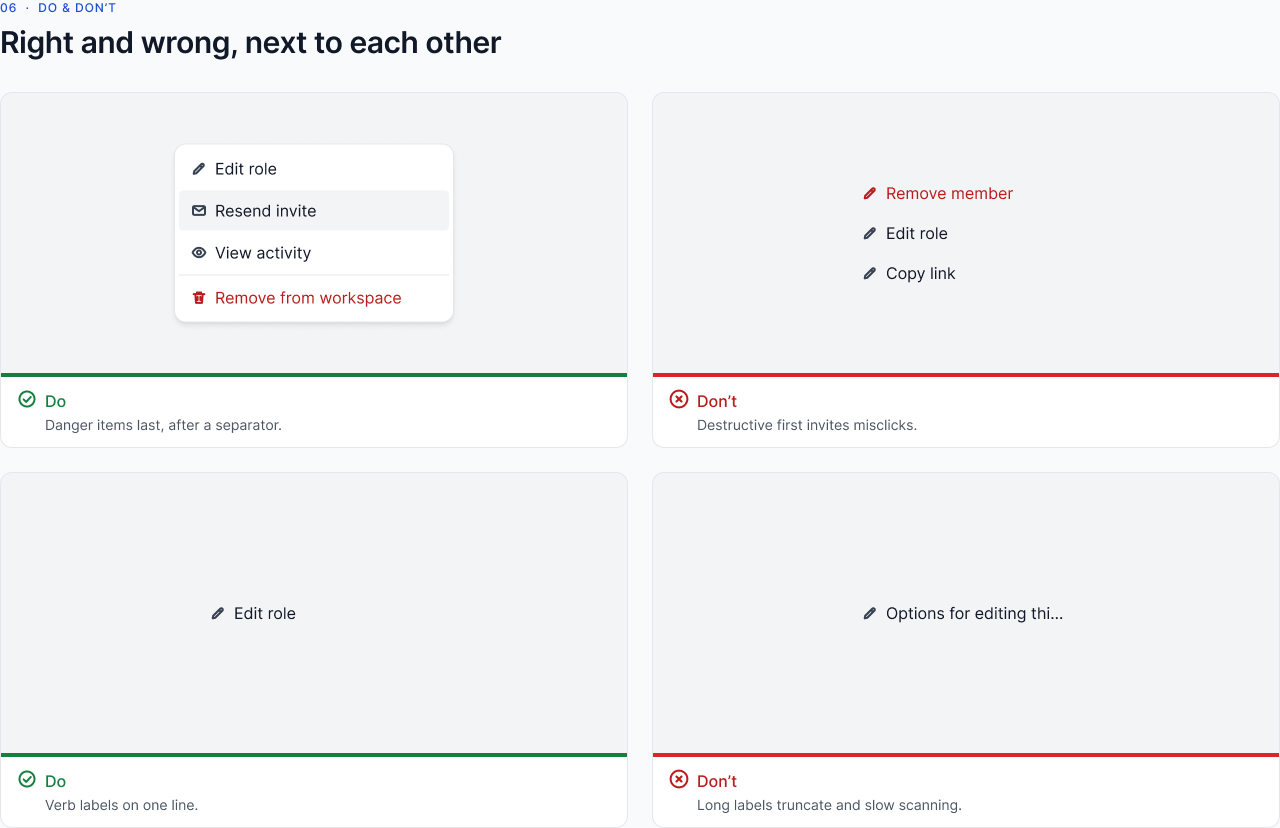 06 · DO & DON’T
Right and wrong, next to each other
Edit role
Resend invite
View activity
Remove from workspace
Do
Danger items last, after a separator.
Remove member
Edit role
Copy link
Don’t
Destructive first invites misclicks.
Edit role
Do
Verb labels on one line.
Options for editing thi...
Don’t
Long labels truncate and slow scanning.